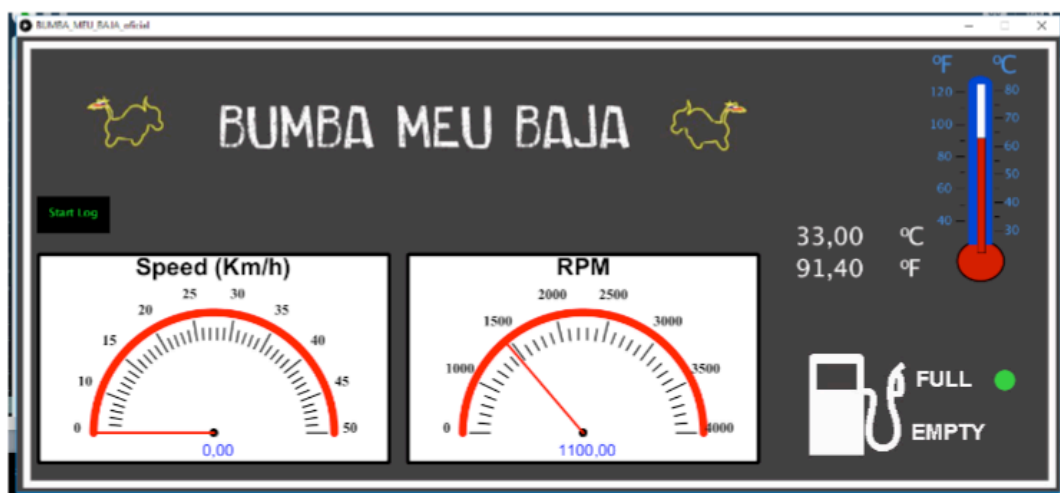 BUMBA_MEU_BAJA_oficial
BUMBA MEU BAJA
ºF ºC
120 80
100 70
80 60
60 50
40 40
30
Start Log
33,00 ºC
91,40 ºF
Speed (Km/h)
0 10 15 20 25 30 35 40 45 50
0,00
RPM
0 1000 1500 2000 2500 3000 3500 4000
1100,00
FULL
EMPTY